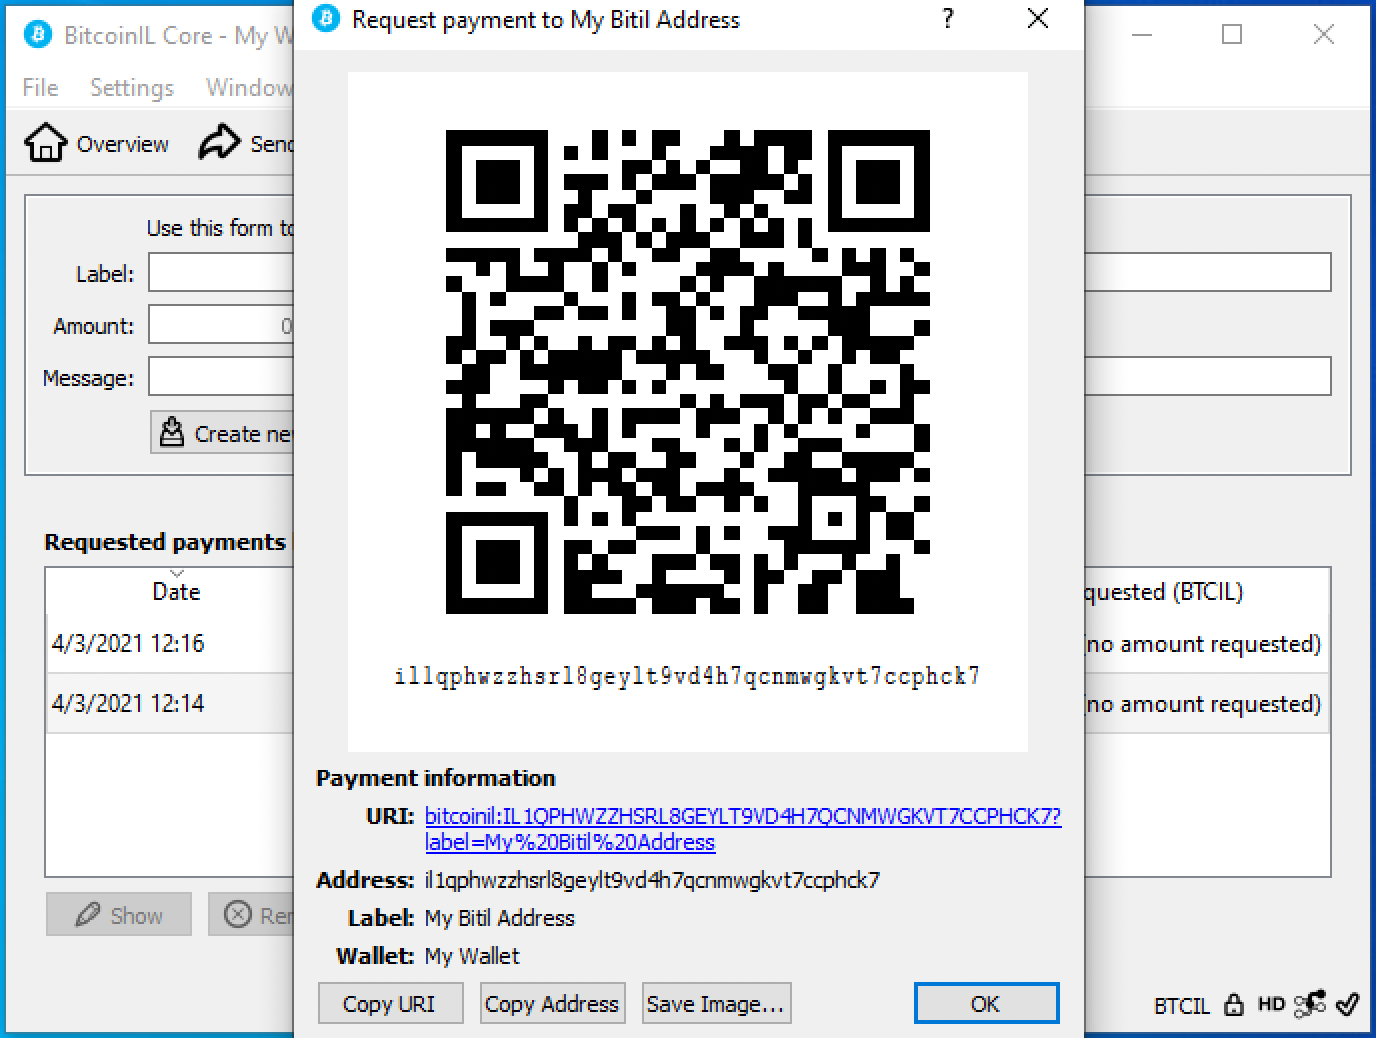 BitcoinIL Core - My W
Request payment to My Bitil Address
?
File Settings Window
Overview Send
Use this form to
Label:
Amount: 0
Message:
Create new
Requested payments
Date
quested (BTCIL)
4/3/2021 12:16
(no amount requested)
4/3/2021 12:14
(no amount requested)
Show Rem
il1qphwzzhsrl8geylt9vd4h7qcnmwgkvt7ccphck7
Payment information
URI: bitcoinil:IL1QPHWZZHSRL8GEYLT9VD4H7QCNMWGKVT7CCPHCK7?
label=My%20Bitil%20Address
Address: il1qphwzzhsrl8geylt9vd4h7qcnmwgkvt7ccphck7
Label: My Bitil Address
Wallet: My Wallet
Copy URI Copy Address Save Image... OK
BTCIL HD